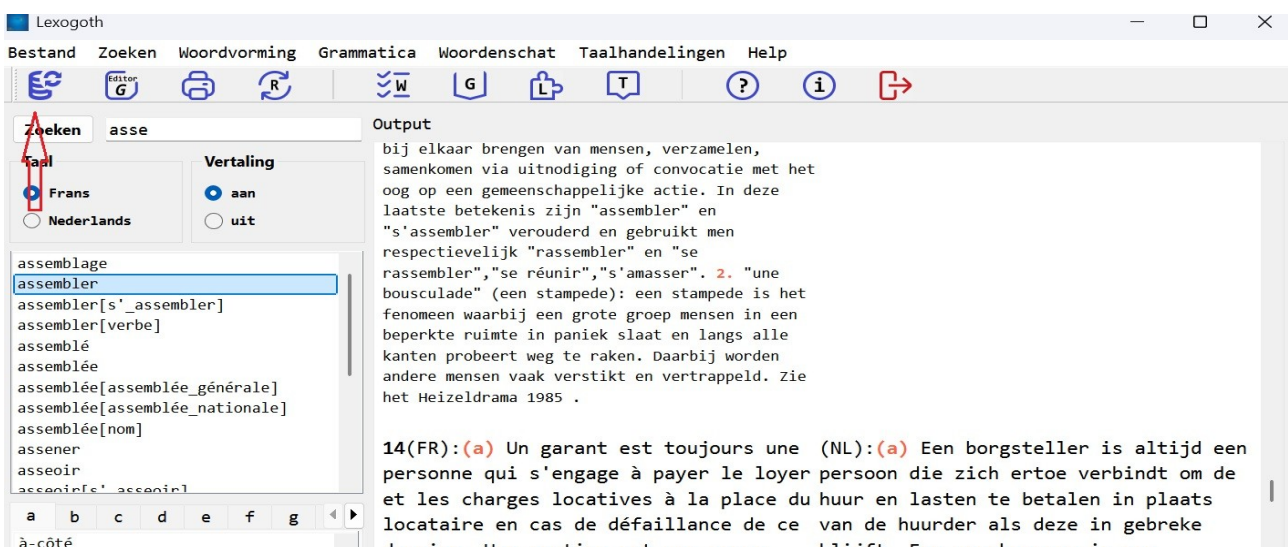 Lexogoth
Bestand Zoeken Woordvorming Grammatica Woordenschat Taalhandelingen Help
Editor G R W G L T ? i
Zoeken asse
Taal Vertaling
Frans aan
Nederlands uit
assemblage
assembler
assembler[s'_assembler]
assembler[verbe]
assemblé
assemblée
assemblée[assemblée_générale]
assemblée[assemblée_nationale]
assemblée[nom]
assener
asseoir
asseoir[s'_asseoir]
a b c d e f g
à-côté
Output
bij elkaar brengen van mensen, verzamelen,
samenkomen via uitnodiging of convocatie met het
oog op een gemeenschappelijke actie. In deze
laatste betekenis zijn "assembler" en
"s'assembler" verouderd en gebruikt men
respectievelijk "rassembler" en "se
rassembler","se réunir","s'amasser". 2. "une
bousculade" (een stampede): een stampede is het
fenomeen waarbij een grote groep mensen in een
beperkte ruimte in paniek slaat en langs alle
kanten probeert weg te raken. Daarbij worden
andere mensen vaak verstikt en vertrappeld. Zie
het Heizeldrama 1985 .
14(FR):(a) Un garant est toujours une
personne qui s'engage à payer le loyer
et les charges locatives à la place du
locataire en cas de défaillance de ce
(NL):(a) Een borgsteller is altijd een
persoon die zich ertoe verbindt om de
huur en lasten te betalen in plaats
van de huurder als deze in gebreke